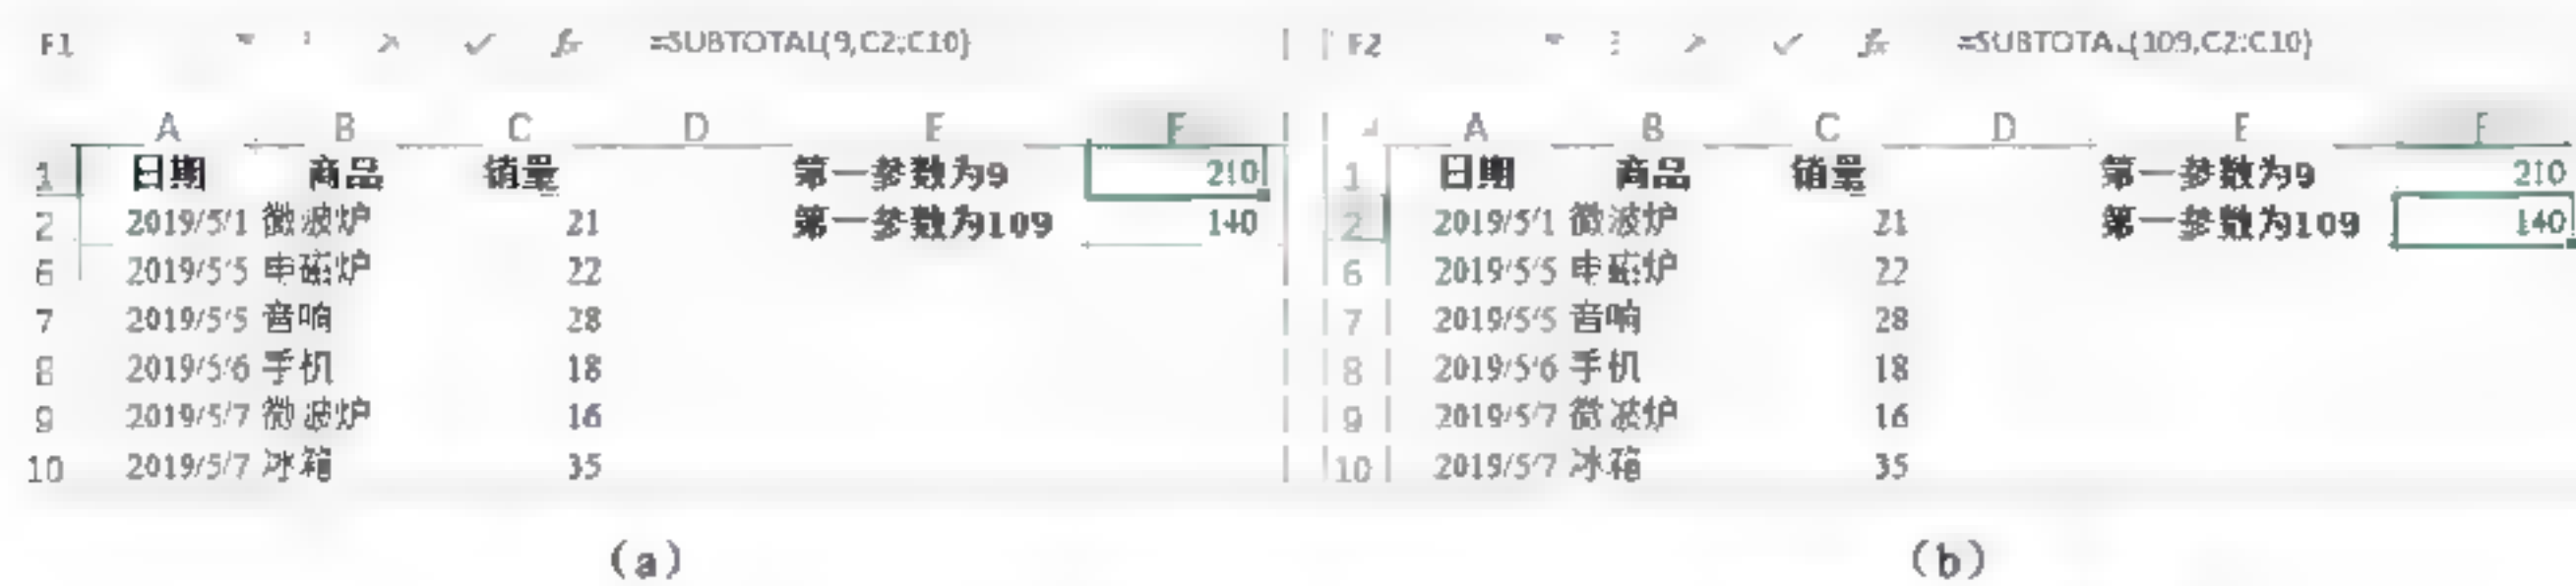 F1 =SUBTOTAL(9,C2:C10)
A B C D E F
1 日期 商品 销量 第一参数为9 210
2 2019/5/1 微波炉 21 第一参数为109 140
6 2019/5/5 电磁炉 22
7 2019/5/5 音响 28
8 2019/5/6 手机 18
9 2019/5/7 微波炉 16
10 2019/5/7 冰箱 35
(a)
F2 =SUBTOTAL(109,C2:C10)
A B C D E F
1 日期 商品 销量 第一参数为9 210
2 2019/5/1 微波炉 21 第一参数为109 140
6 2019/5/5 电磁炉 22
7 2019/5/5 音响 28
8 2019/5/6 手机 18
9 2019/5/7 微波炉 16
10 2019/5/7 冰箱 35
(b)